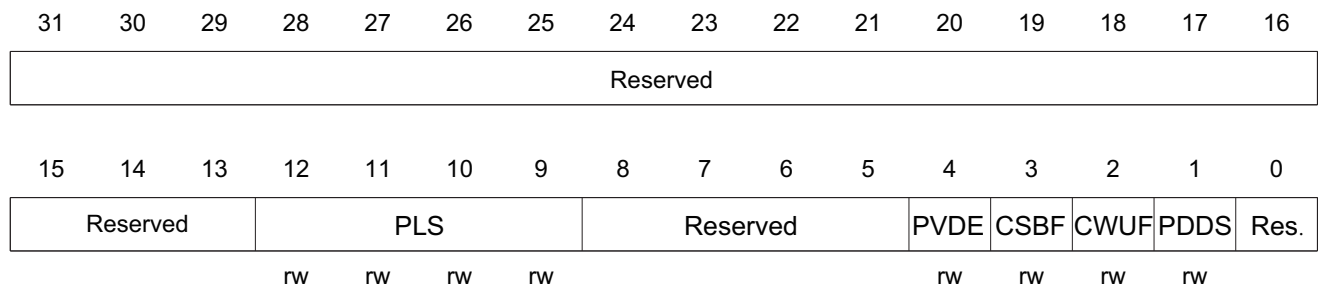 31 30 29 28 27 26 25 24 23 22 21 20 19 18 17 16
Reserved
15 14 13 12 11 10 9 8 7 6 5 4 3 2 1 0
Reserved PLS Reserved PVDE CSBF CWUF PDDS Res.
rw rw rw rw rw rw rw rw